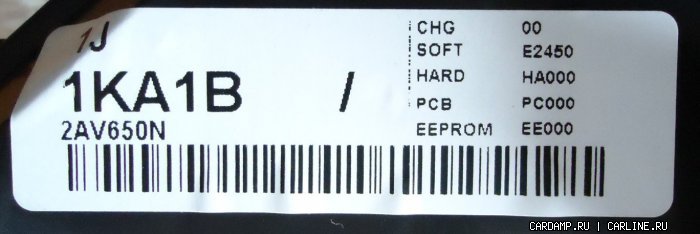 1J
1KA1B /
2AV650N
CHG 00
SOFT E2450
HARD HA000
PCB PC000
EEPROM EE000
CARDAMP.RU | CARLINE.RU